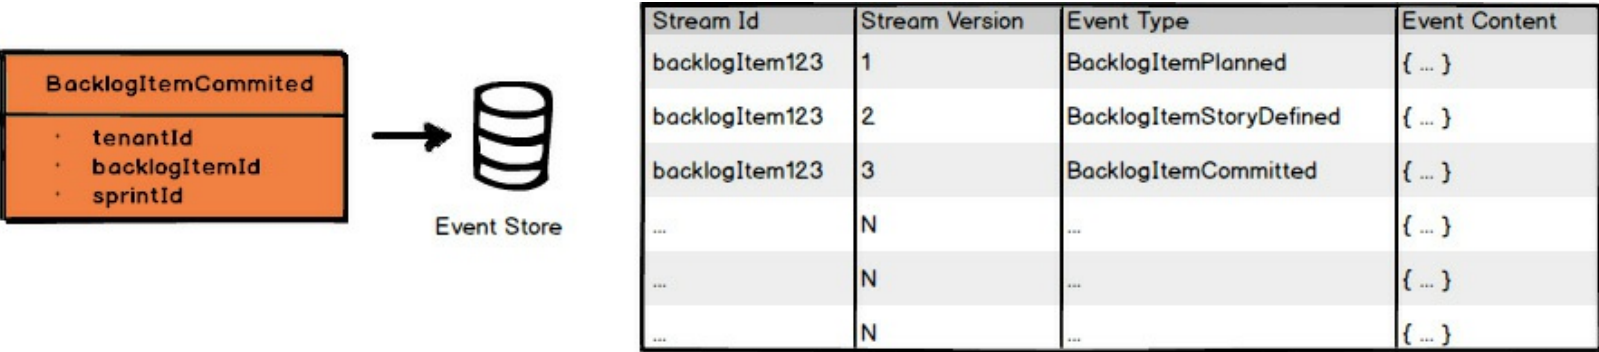 BacklogItemCommited
· tenantId
· backlogItemId
· sprintId
Event Store
Stream Id Stream Version Event Type Event Content
backlogItem123 1 BacklogItemPlanned { ... }
backlogItem123 2 BacklogItemStoryDefined { ... }
backlogItem123 3 BacklogItemCommitted { ... }
... N ... { ... }
... N ... { ... }
... N ... { ... }